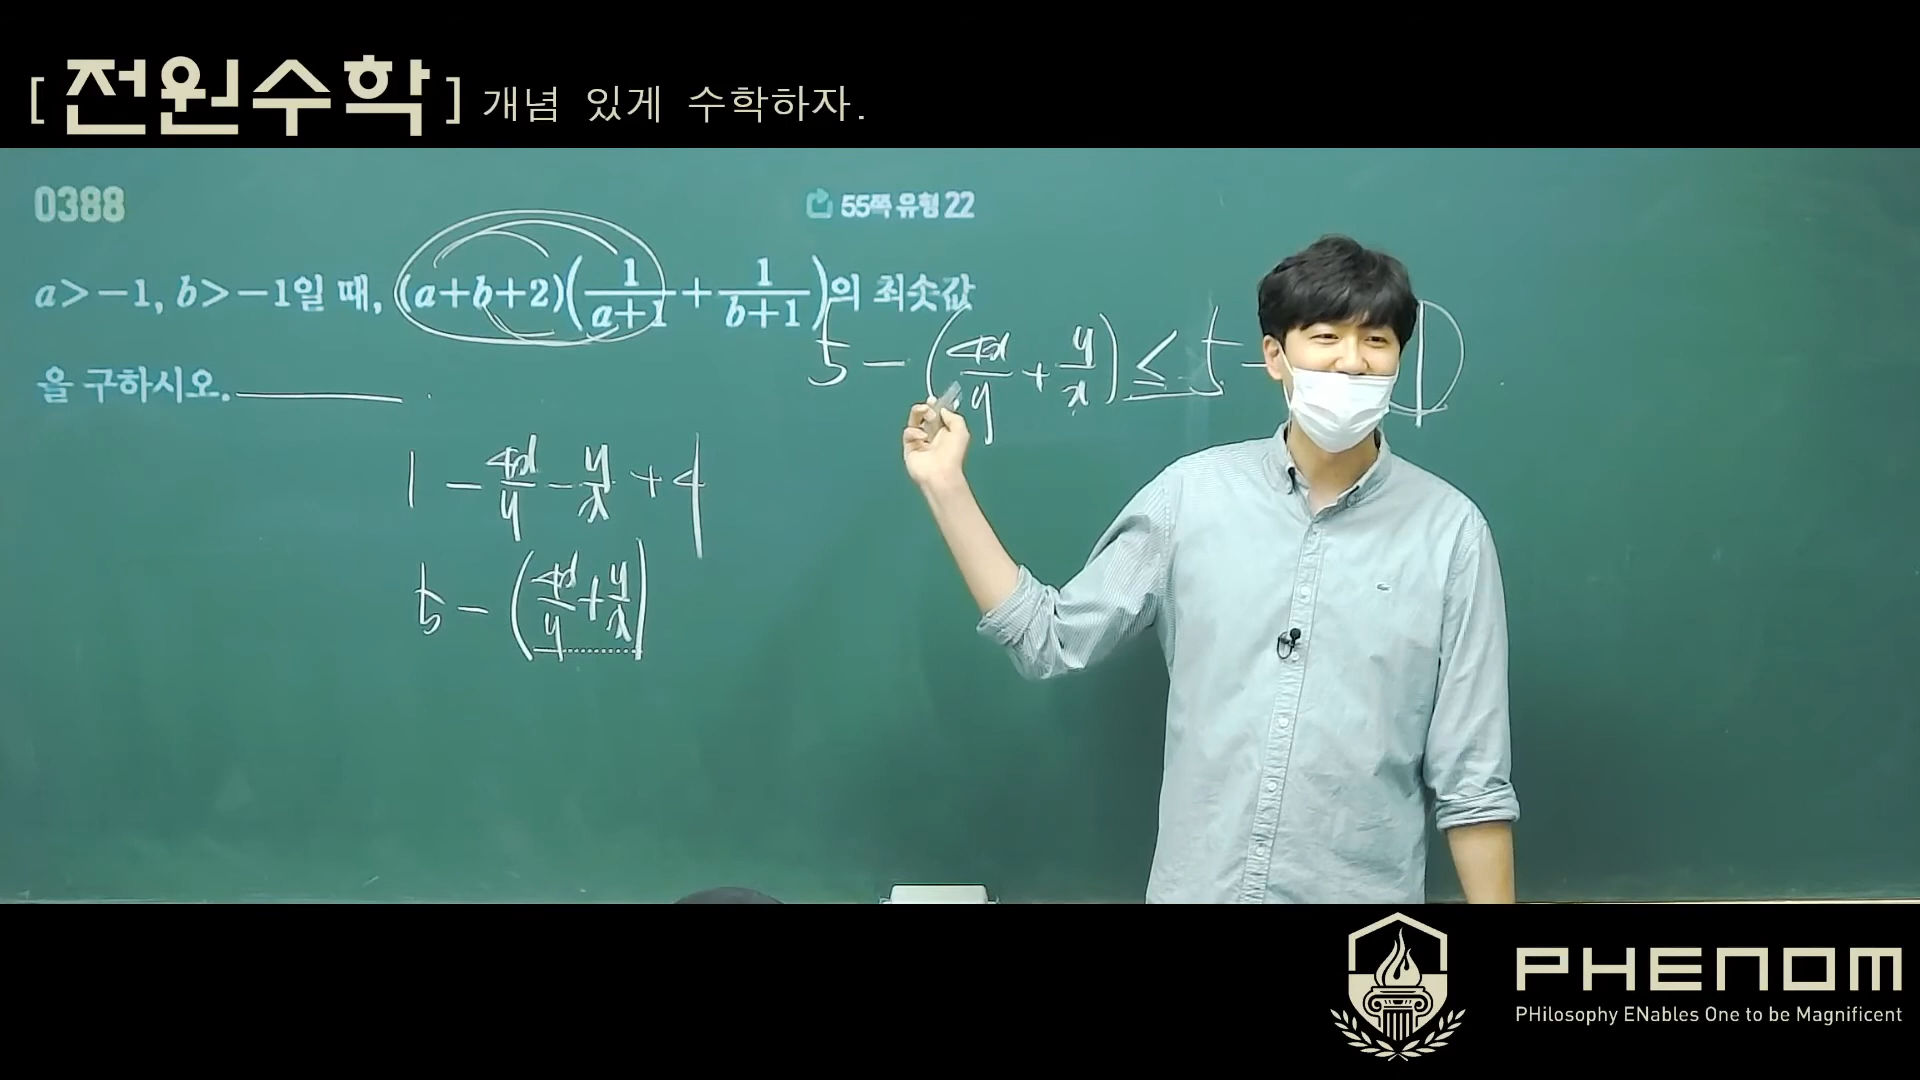 [전원수학] 개념 있게 수학하자.
0388
55쪽 유형 22
a>-1, b>-1일 때, (a+b+2)(1/(a+1)+1/(b+1))의 최솟값
을 구하시오.
5-(4x/y+y/x)≤5-
1
1-4x/y-y/x+4
5-(4x/y+y/x)
PHENOM
PHilosophy ENables One to be Magnificent